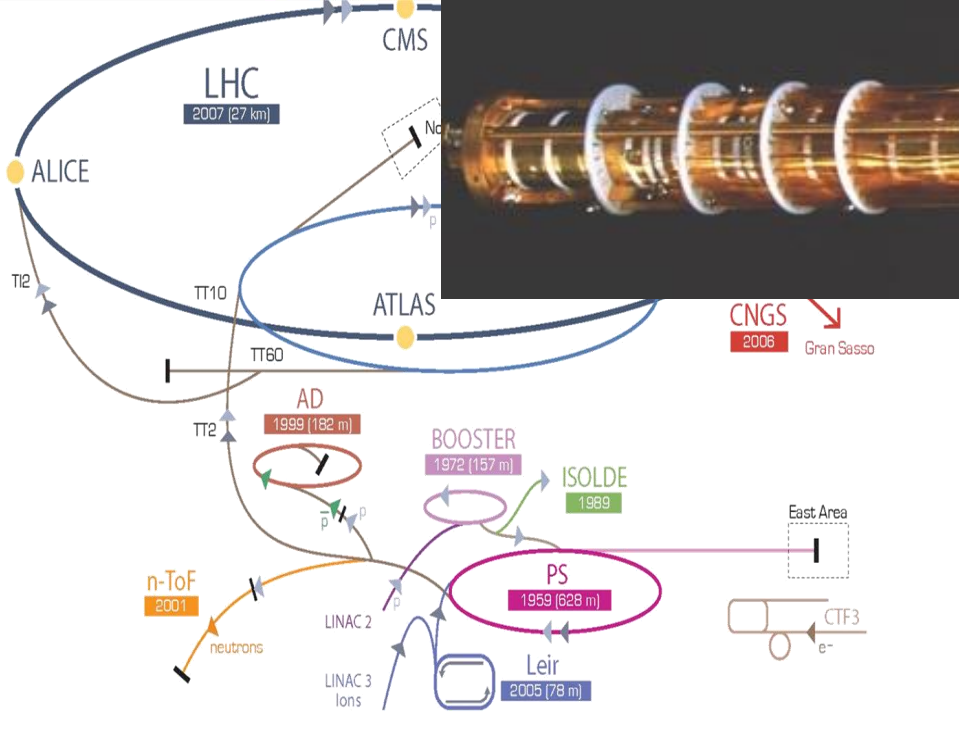 CMS
LHC
2007 (27 km)
No
ALICE
p
TI2
TT10
ATLAS
CNGS
2006
Gran Sasso
TT60
AD
1999 (182 m)
TT2
BOOSTER
1972 (157 m)
ISOLDE
1989
East Area
p
p
n-ToF
2001
PS
1959 (628 m)
p
LINAC 2
CTF3
neutrons
e-
Leir
2005 (78 m)
LINAC 3
Ions